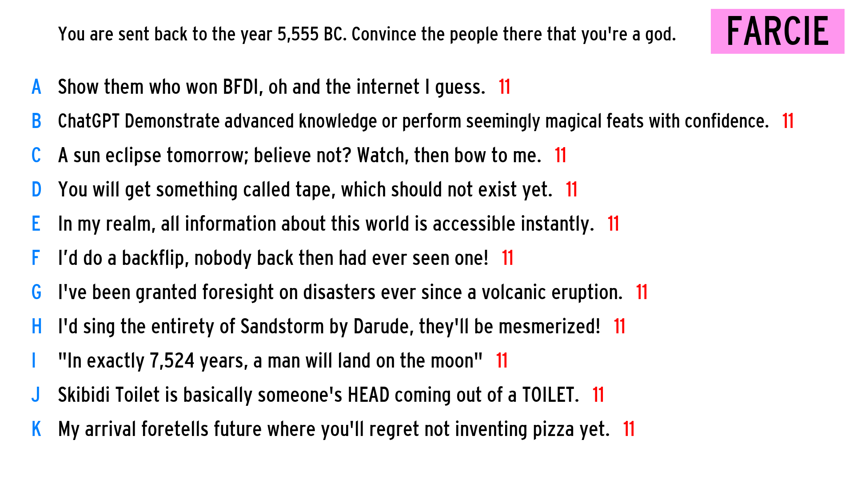 You are sent back to the year 5,555 BC. Convince the people there that you're a god.
FARCIE
A Show them who won BFDI, oh and the internet I guess. 11
B ChatGPT Demonstrate advanced knowledge or perform seemingly magical feats with confidence. 11
C A sun eclipse tomorrow; believe not? Watch, then bow to me. 11
D You will get something called tape, which should not exist yet. 11
E In my realm, all information about this world is accessible instantly. 11
F I'd do a backflip, nobody back then had ever seen one! 11
G I've been granted foresight on disasters ever since a volcanic eruption. 11
H I'd sing the entirety of Sandstorm by Darude, they'll be mesmerized! 11
I "In exactly 7,524 years, a man will land on the moon" 11
J Skibidi Toilet is basically someone's HEAD coming out of a TOILET. 11
K My arrival foretells future where you'll regret not inventing pizza yet. 11